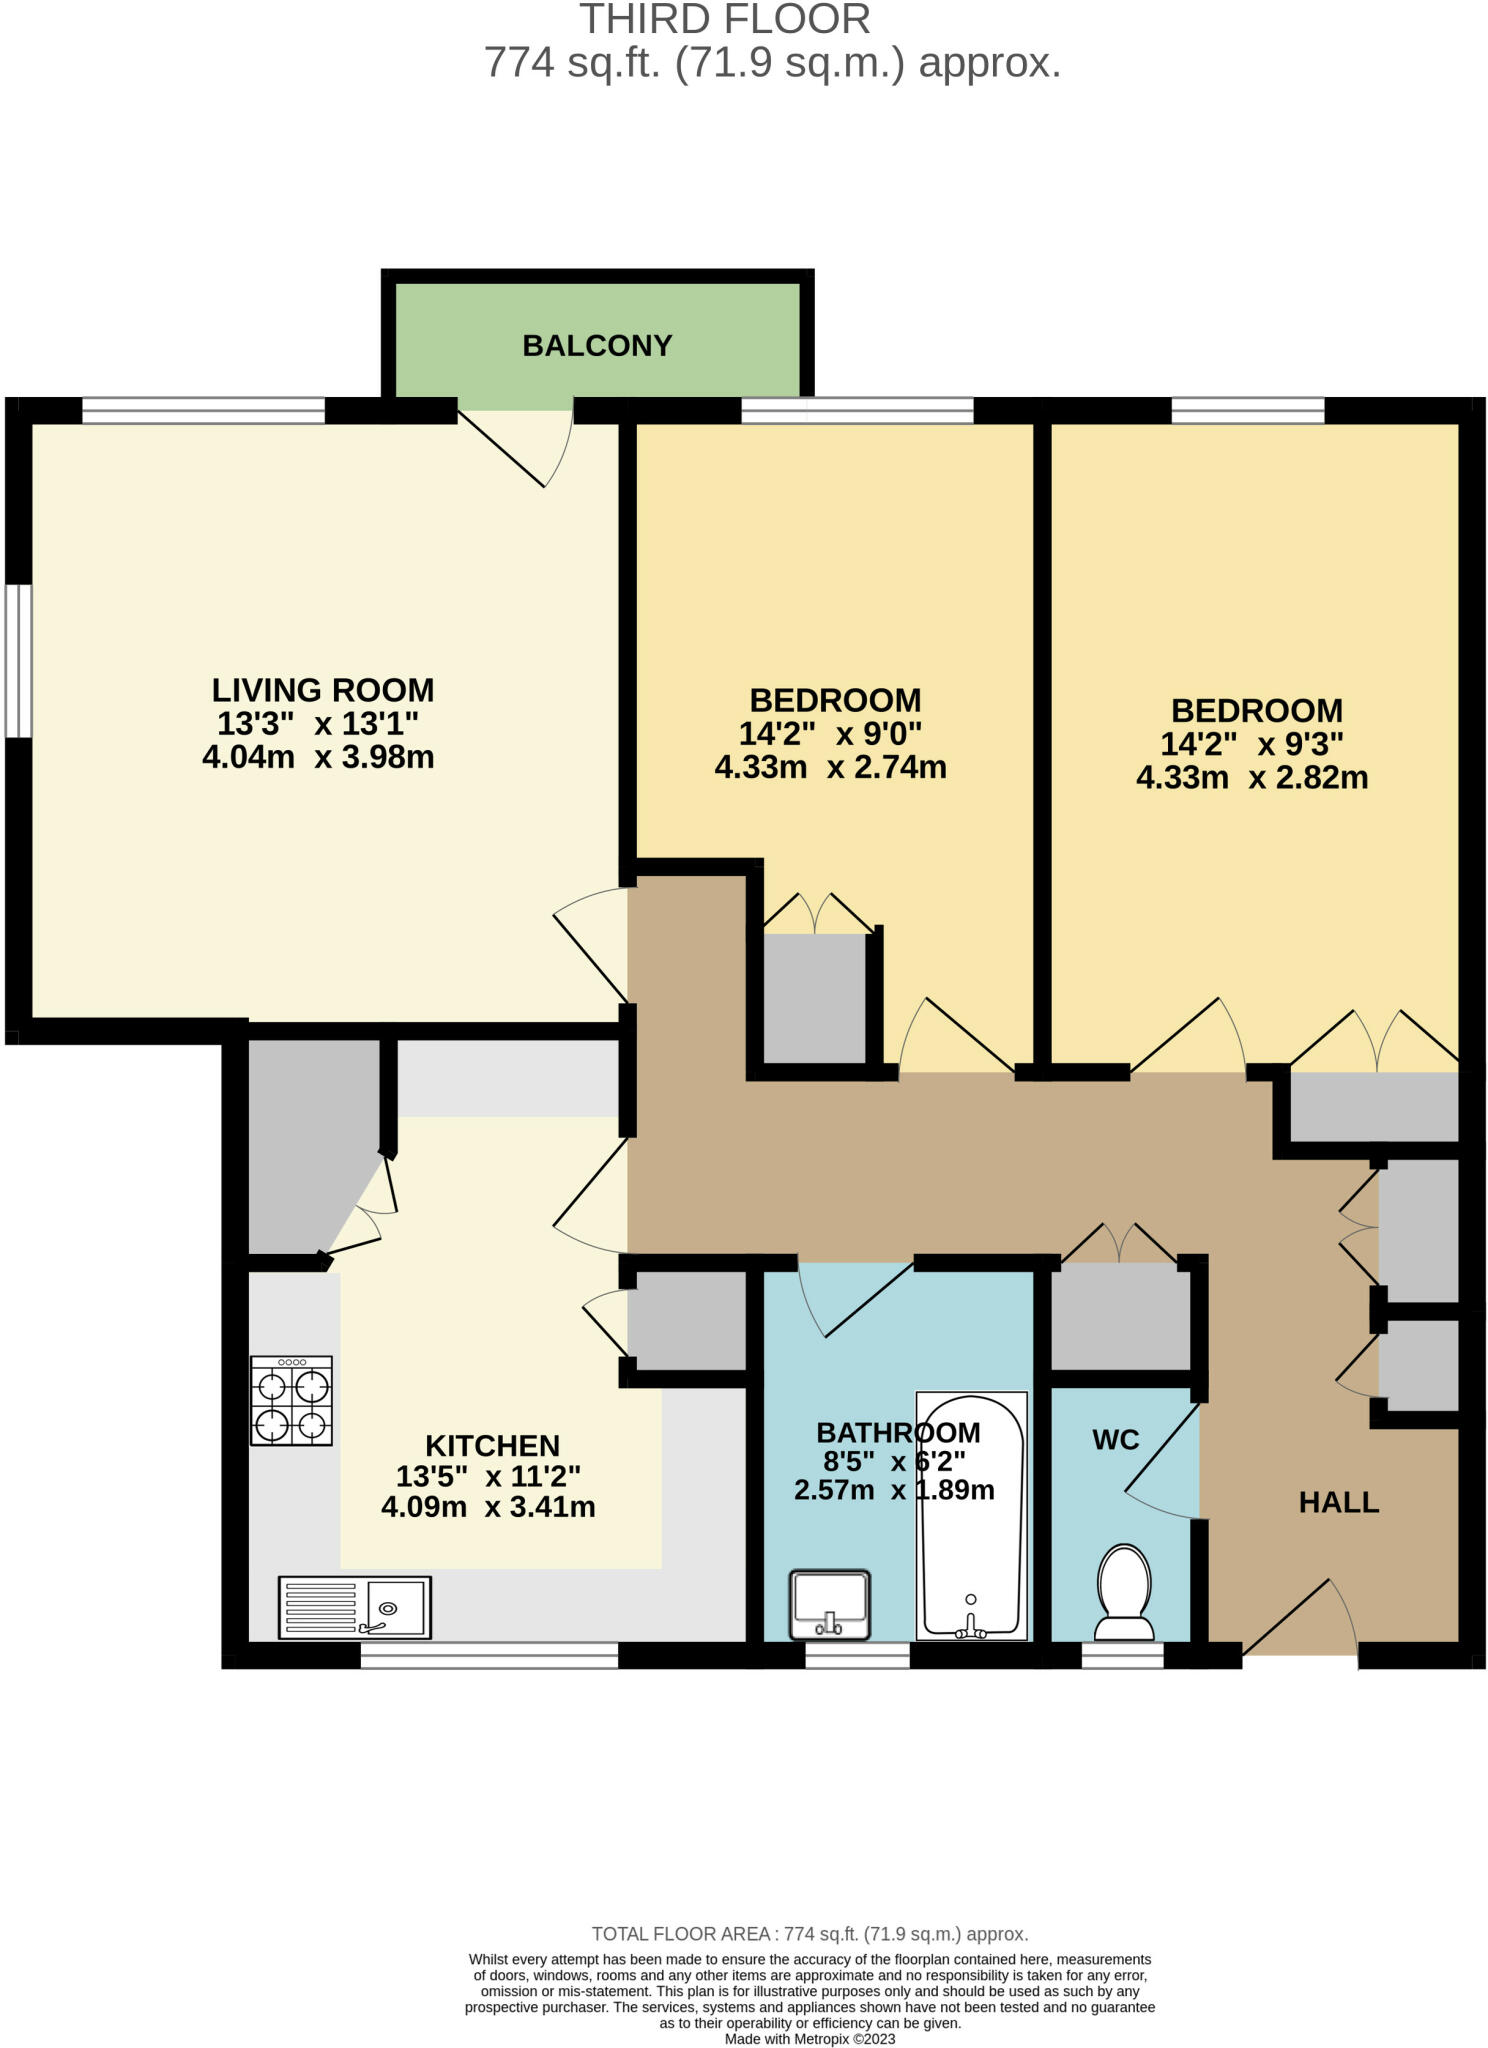 THIRD FLOOR
774 sq.ft. (71.9 sq.m.) approx.
BALCONY
LIVING ROOM
13'3" x 13'1"
4.04m x 3.98m
BEDROOM
14'2" x 9'0"
4.33m x 2.74m
BEDROOM
14'2" x 9'3"
4.33m x 2.82m
KITCHEN
13'5" x 11'2"
4.09m x 3.41m
BATHROOM
8'5" x 6'2"
2.57m x 1.89m
WC
HALL
TOTAL FLOOR AREA : 774 sq.ft. (71.9 sq.m.) approx.
Whilst every attempt has been made to ensure the accuracy of the floorplan contained here, measurements
of doors, windows, rooms and any other items are approximate and no responsibility is taken for any error,
omission or mis-statement. This plan is for illustrative purposes only and should be used as such by any
prospective purchaser. The services, systems and appliances shown have not been tested and no guarantee
as to their operability or efficiency can be given.
Made with Metropix ©2023